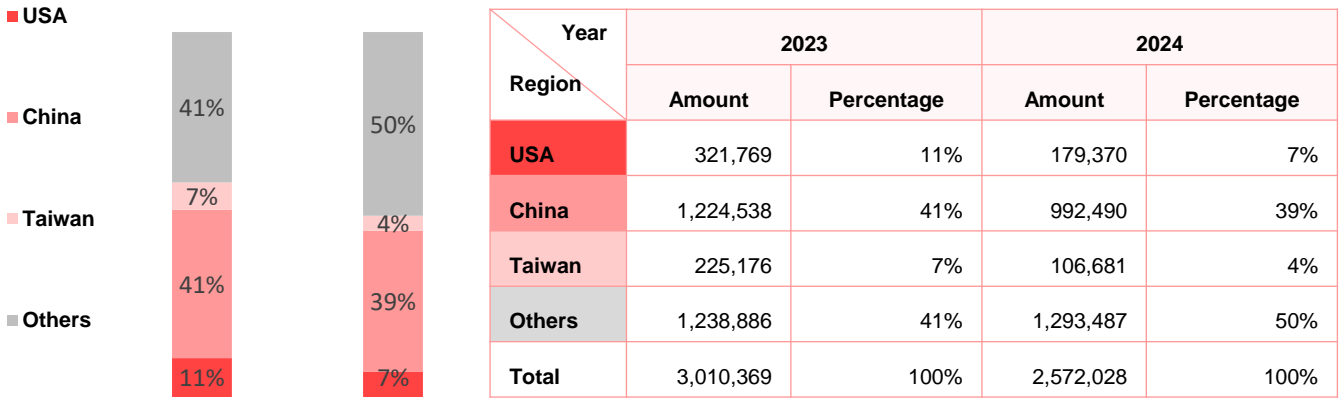 USA
China
Taiwan
Others
41%
7%
41%
11%
50%
4%
39%
7%
Year
Region
2023 2024
Amount Percentage Amount Percentage
USA 321,769 11% 179,370 7%
China 1,224,538 41% 992,490 39%
Taiwan 225,176 7% 106,681 4%
Others 1,238,886 41% 1,293,487 50%
Total 3,010,369 100% 2,572,028 100%